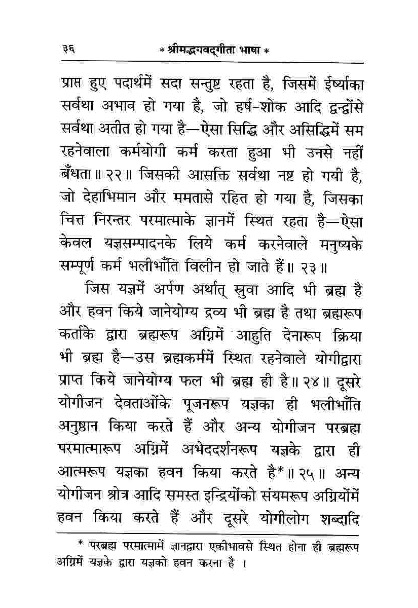 ३६ * श्रीमद्भगवद्गीता भाषा *
प्राप्त हुए पदार्थमें सदा सन्तुष्ट रहता है, जिसमें ईर्ष्याका
सर्वथा अभाव हो गया है, जो हर्ष-शोक आदि द्वन्द्वोंसे
सर्वथा अतीत हो गया है—ऐसा सिद्धि और असिद्धिमें सम
रहनेवाला कर्मयोगी कर्म करता हुआ भी उनसे नहीं
बँधता॥ २२॥ जिसकी आसक्ति सर्वथा नष्ट हो गयी है,
जो देहाभिमान और ममतासे रहित हो गया है, जिसका
चित्त निरन्तर परमात्माके ज्ञानमें स्थित रहता है—ऐसा
केवल यज्ञसम्पादनके लिये कर्म करनेवाले मनुष्यके
सम्पूर्ण कर्म भलीभाँति विलीन हो जाते हैं॥ २३॥
जिस यज्ञमें अर्पण अर्थात् स्रुवा आदि भी ब्रह्म है
और हवन किये जानेयोग्य द्रव्य भी ब्रह्म है तथा ब्रह्मरूप
कर्ताके द्वारा ब्रह्मरूप अग्निमें आहुति देनारूप क्रिया
भी ब्रह्म है—उस ब्रह्मकर्ममें स्थित रहनेवाले योगीद्वारा
प्राप्त किये जानेयोग्य फल भी ब्रह्म ही है॥ २४॥ दूसरे
योगीजन देवताओंके पूजनरूप यज्ञका ही भलीभाँति
अनुष्ठान किया करते हैं और अन्य योगीजन परब्रह्म
परमात्मारूप अग्निमें अभेददर्शनरूप यज्ञके द्वारा ही
आत्मरूप यज्ञका हवन किया करते है*॥ २५॥ अन्य
योगीजन श्रोत्र आदि समस्त इन्द्रियोंको संयमरूप अग्नियोंमें
हवन किया करते हैं और दूसरे योगीलोग शब्दादि
* परब्रह्म परमात्मामें ज्ञानद्वारा एकीभावसे स्थित होना ही ब्रह्मरूप
अग्निमें यज्ञके द्वारा यज्ञको हवन करना है ।